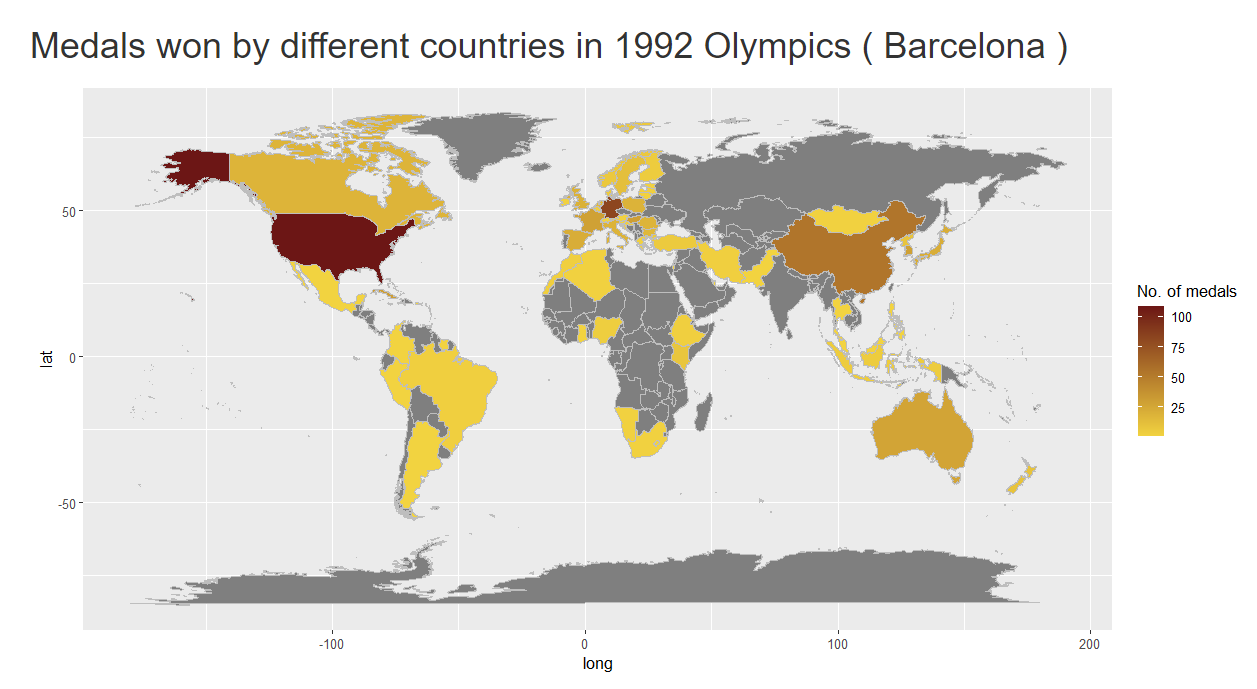 Medals won by different countries in 1992 Olympics ( Barcelona )
No. of medals
100
75
50
25
50
0
-50
lat
-100
0
100
200
long